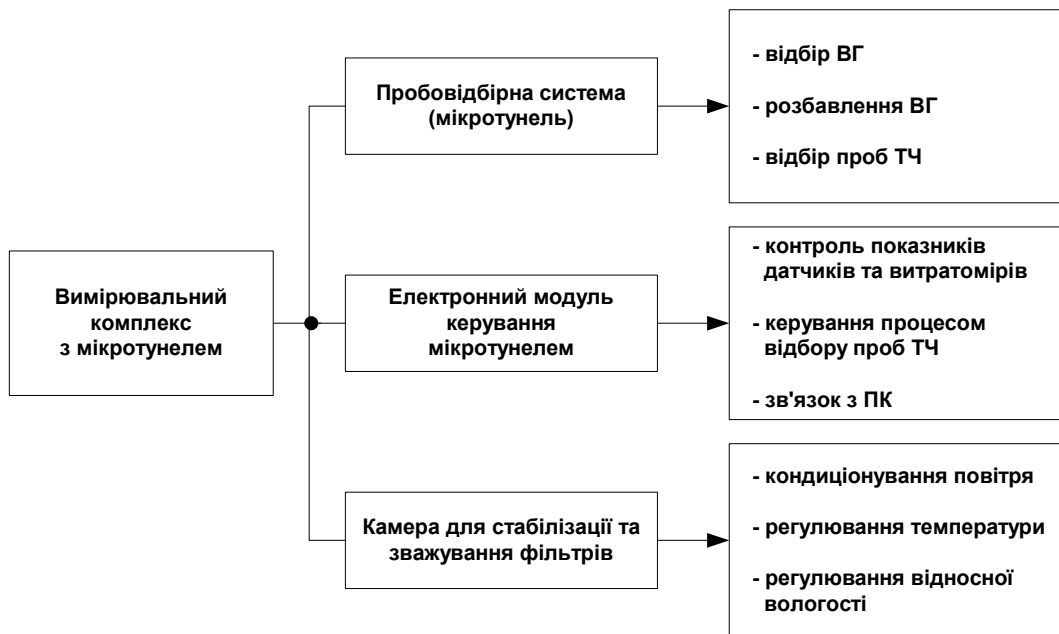 Вимірювальний
комплекс
з мікротунелем
Пробовідбірна система
(мікротунель)
- відбір ВГ
- розбавлення ВГ
- відбір проб ТЧ
Електронний модуль
керування
мікротунелем
- контроль показників
датчиків та витратомірів
- керування процесом
відбору проб ТЧ
- зв'язок з ПК
Камера для стабілізації та
зважування фільтрів
- кондиціонування повітря
- регулювання температури
- регулювання відносної
вологості